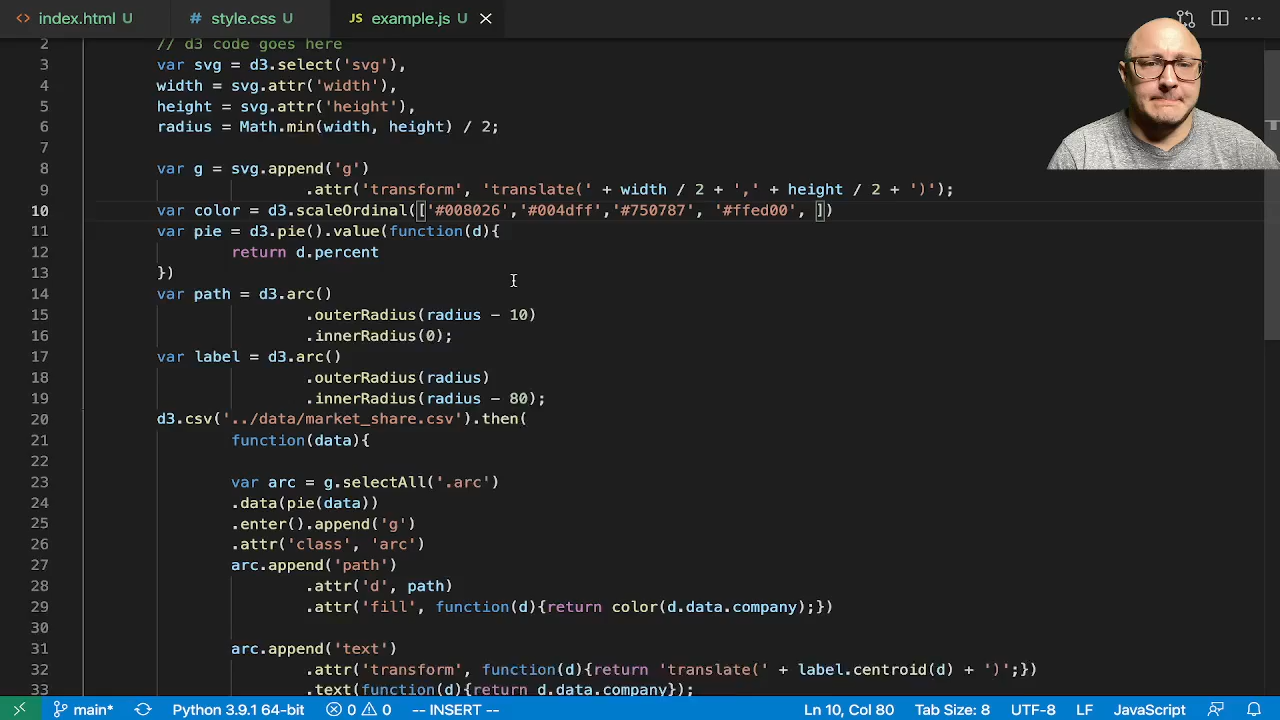 <> index.html U # style.css U JS example.js U × ···
2 // d3 code goes here
3 var svg = d3.select('svg'),
4 width = svg.attr('width'),
5 height = svg.attr('height'),
6 radius = Math.min(width, height) / 2;
7
8 var g = svg.append('g')
9 .attr('transform', 'translate(' + width / 2 + ',' + height / 2 + ')');
10 var color = d3.scaleOrdinal(['#008026','#004dff','#750787', '#ffed00', ])
11 var pie = d3.pie().value(function(d){
12 return d.percent
13 })
14 var path = d3.arc()
15 .outerRadius(radius - 10)
16 .innerRadius(0);
17 var label = d3.arc()
18 .outerRadius(radius)
19 .innerRadius(radius - 80);
20 d3.csv('../data/market_share.csv').then(
21 function(data){
22
23 var arc = g.selectAll('.arc')
24 .data(pie(data))
25 .enter().append('g')
26 .attr('class', 'arc')
27 arc.append('path')
28 .attr('d', path)
29 .attr('fill', function(d){return color(d.data.company);})
30
31 arc.append('text')
32 .attr('transform', function(d){return 'translate(' + label.centroid(d) + ')';})
33 .text(function(d){return d.data.company});
main* Python 3.9.1 64-bit 0 0 -- INSERT -- Ln 10, Col 80 Tab Size: 8 UTF-8 LF JavaScript